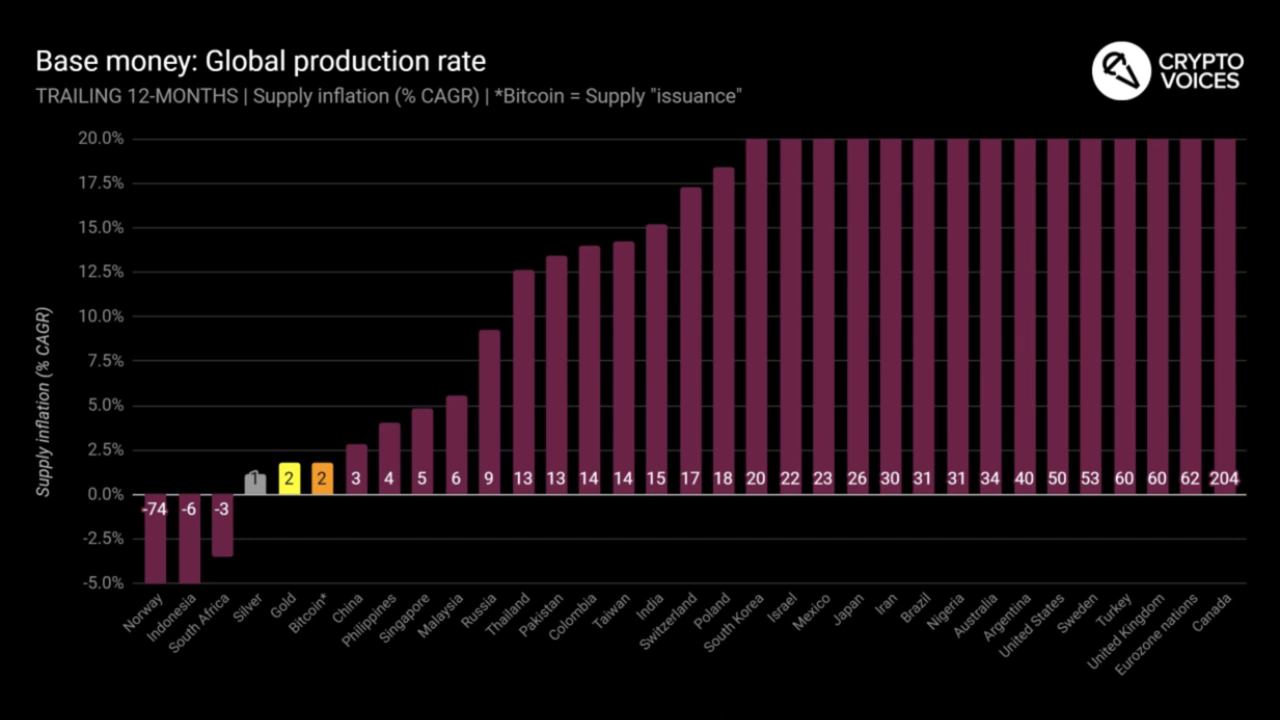 Base money: Global production rate
TRAILING 12-MONTHS | Supply inflation (% CAGR) | *Bitcoin = Supply "issuance"
CRYPTO
VOICES
Supply inflation (% CAGR)
20.0%
17.5%
15.0%
12.5%
10.0%
7.5%
5.0%
2.5%
0.0%
-2.5%
-5.0%
-74 -6 -3 1 2 2 3 4 5 6 9 13 13 14 14 15 17 18 20 22 23 26 30 31 31 34 40 50 53 60 60 62 204
Norway
Indonesia
South Africa
Silver
Gold
Bitcoin*
China
Philippines
Singapore
Malaysia
Russia
Thailand
Pakistan
Colombia
Taiwan
India
Switzerland
Poland
South Korea
Israel
Mexico
Japan
Iran
Brazil
Nigeria
Australia
Argentina
United States
Sweden
Turkey
United Kingdom
Eurozone nations
Canada